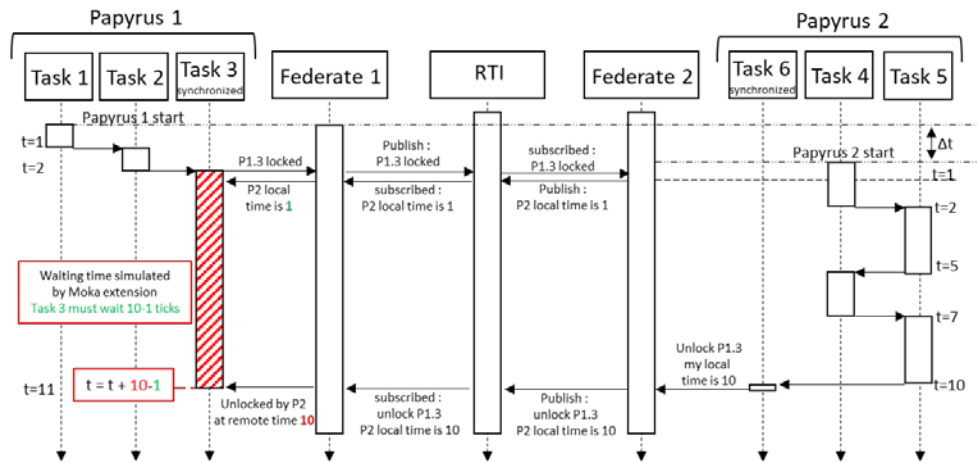 Papyrus 1
Papyrus 2
Task 1
Task 2
Task 3
synchronized
Federate 1
RTI
Federate 2
Task 6
synchronized
Task 4
Task 5
Papyrus 1 start
t=1
t=2
P1.3 locked
Publish :
P1.3 locked
subscribed :
P1.3 locked
Δt
Papyrus 2 start
t=1
P2 local
time is 1
subscribed :
P2 local time is 1
Publish :
P2 local time is 1
t=2
Waiting time simulated
by Moka extension
Task 3 must wait 10-1 ticks
t=5
t=7
Unlock P1.3
my local
time is 10
t=11
t = t + 10-1
t=10
Unlocked by P2
at remote time 10
subscribed :
unlock P1.3
P2 local time is 10
Publish :
unlock P1.3
P2 local time is 10